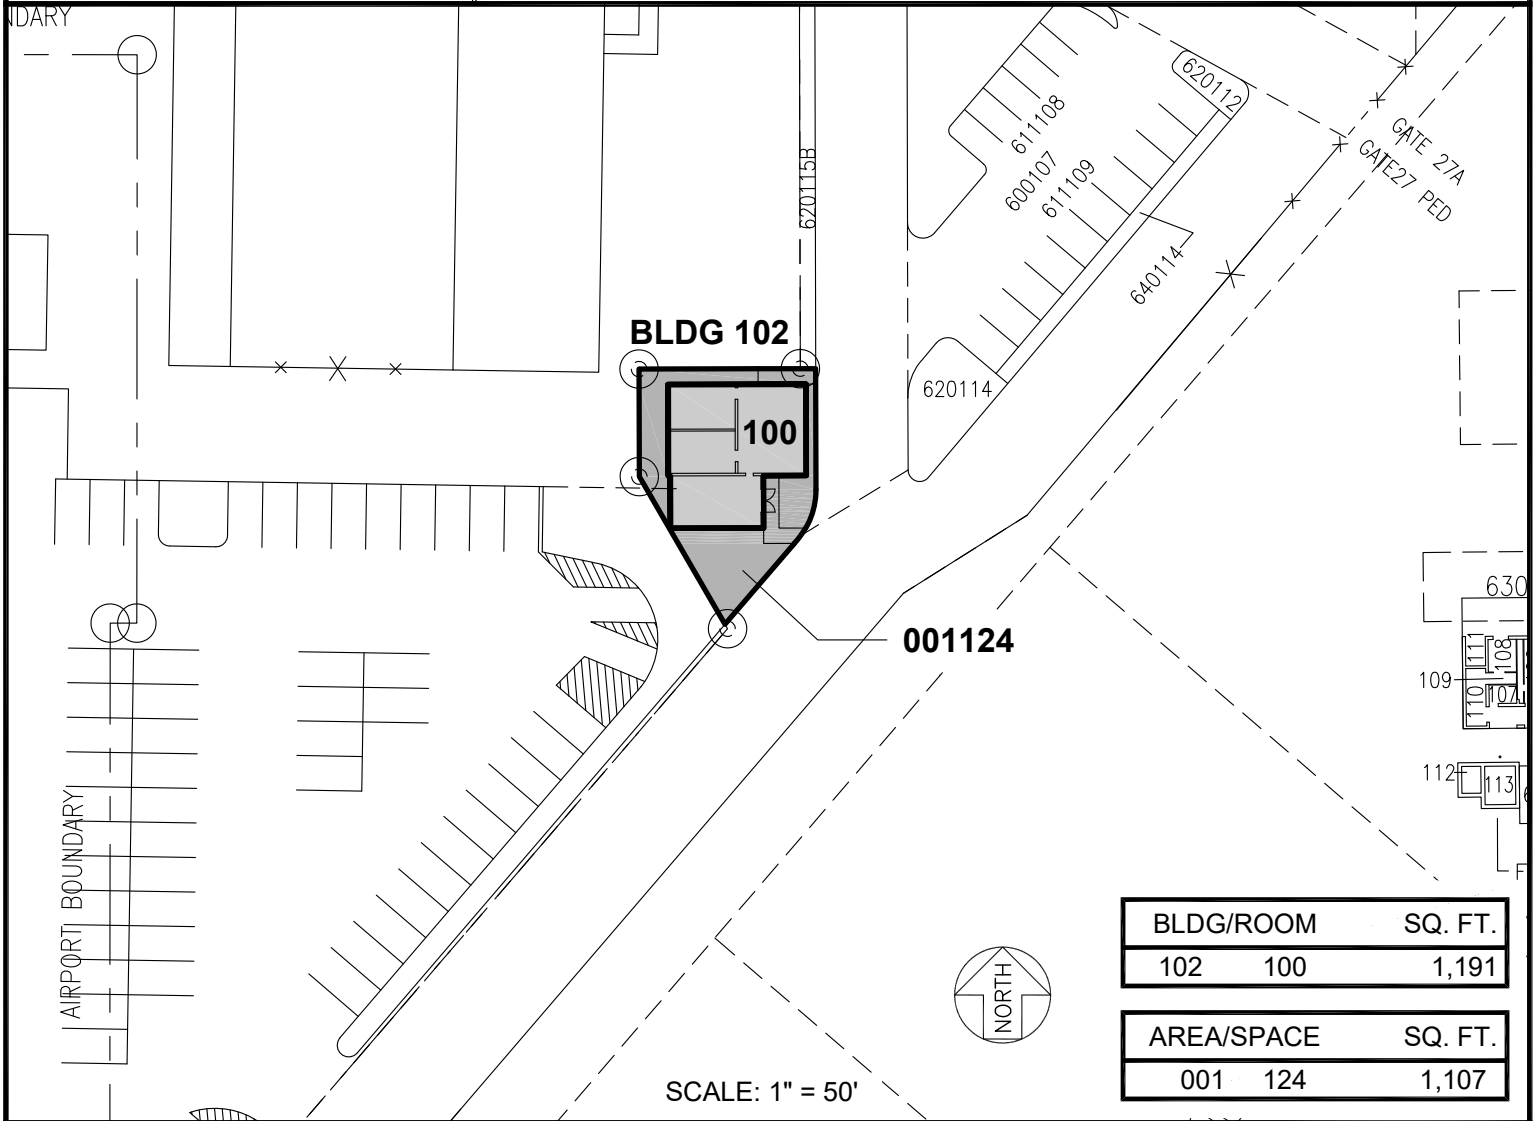 NDARY
620112
611108
600107
611109
GATE 27A
GATE27 PED
620115B
640114
BLDG 102
620114
100
630
001124
111
108
109
110
107
112
113
F
AIRPORT BOUNDARY
BLDG/ROOM SQ. FT.
102 100 1,191
NORTH
AREA/SPACE SQ. FT.
001 124 1,107
SCALE: 1" = 50'